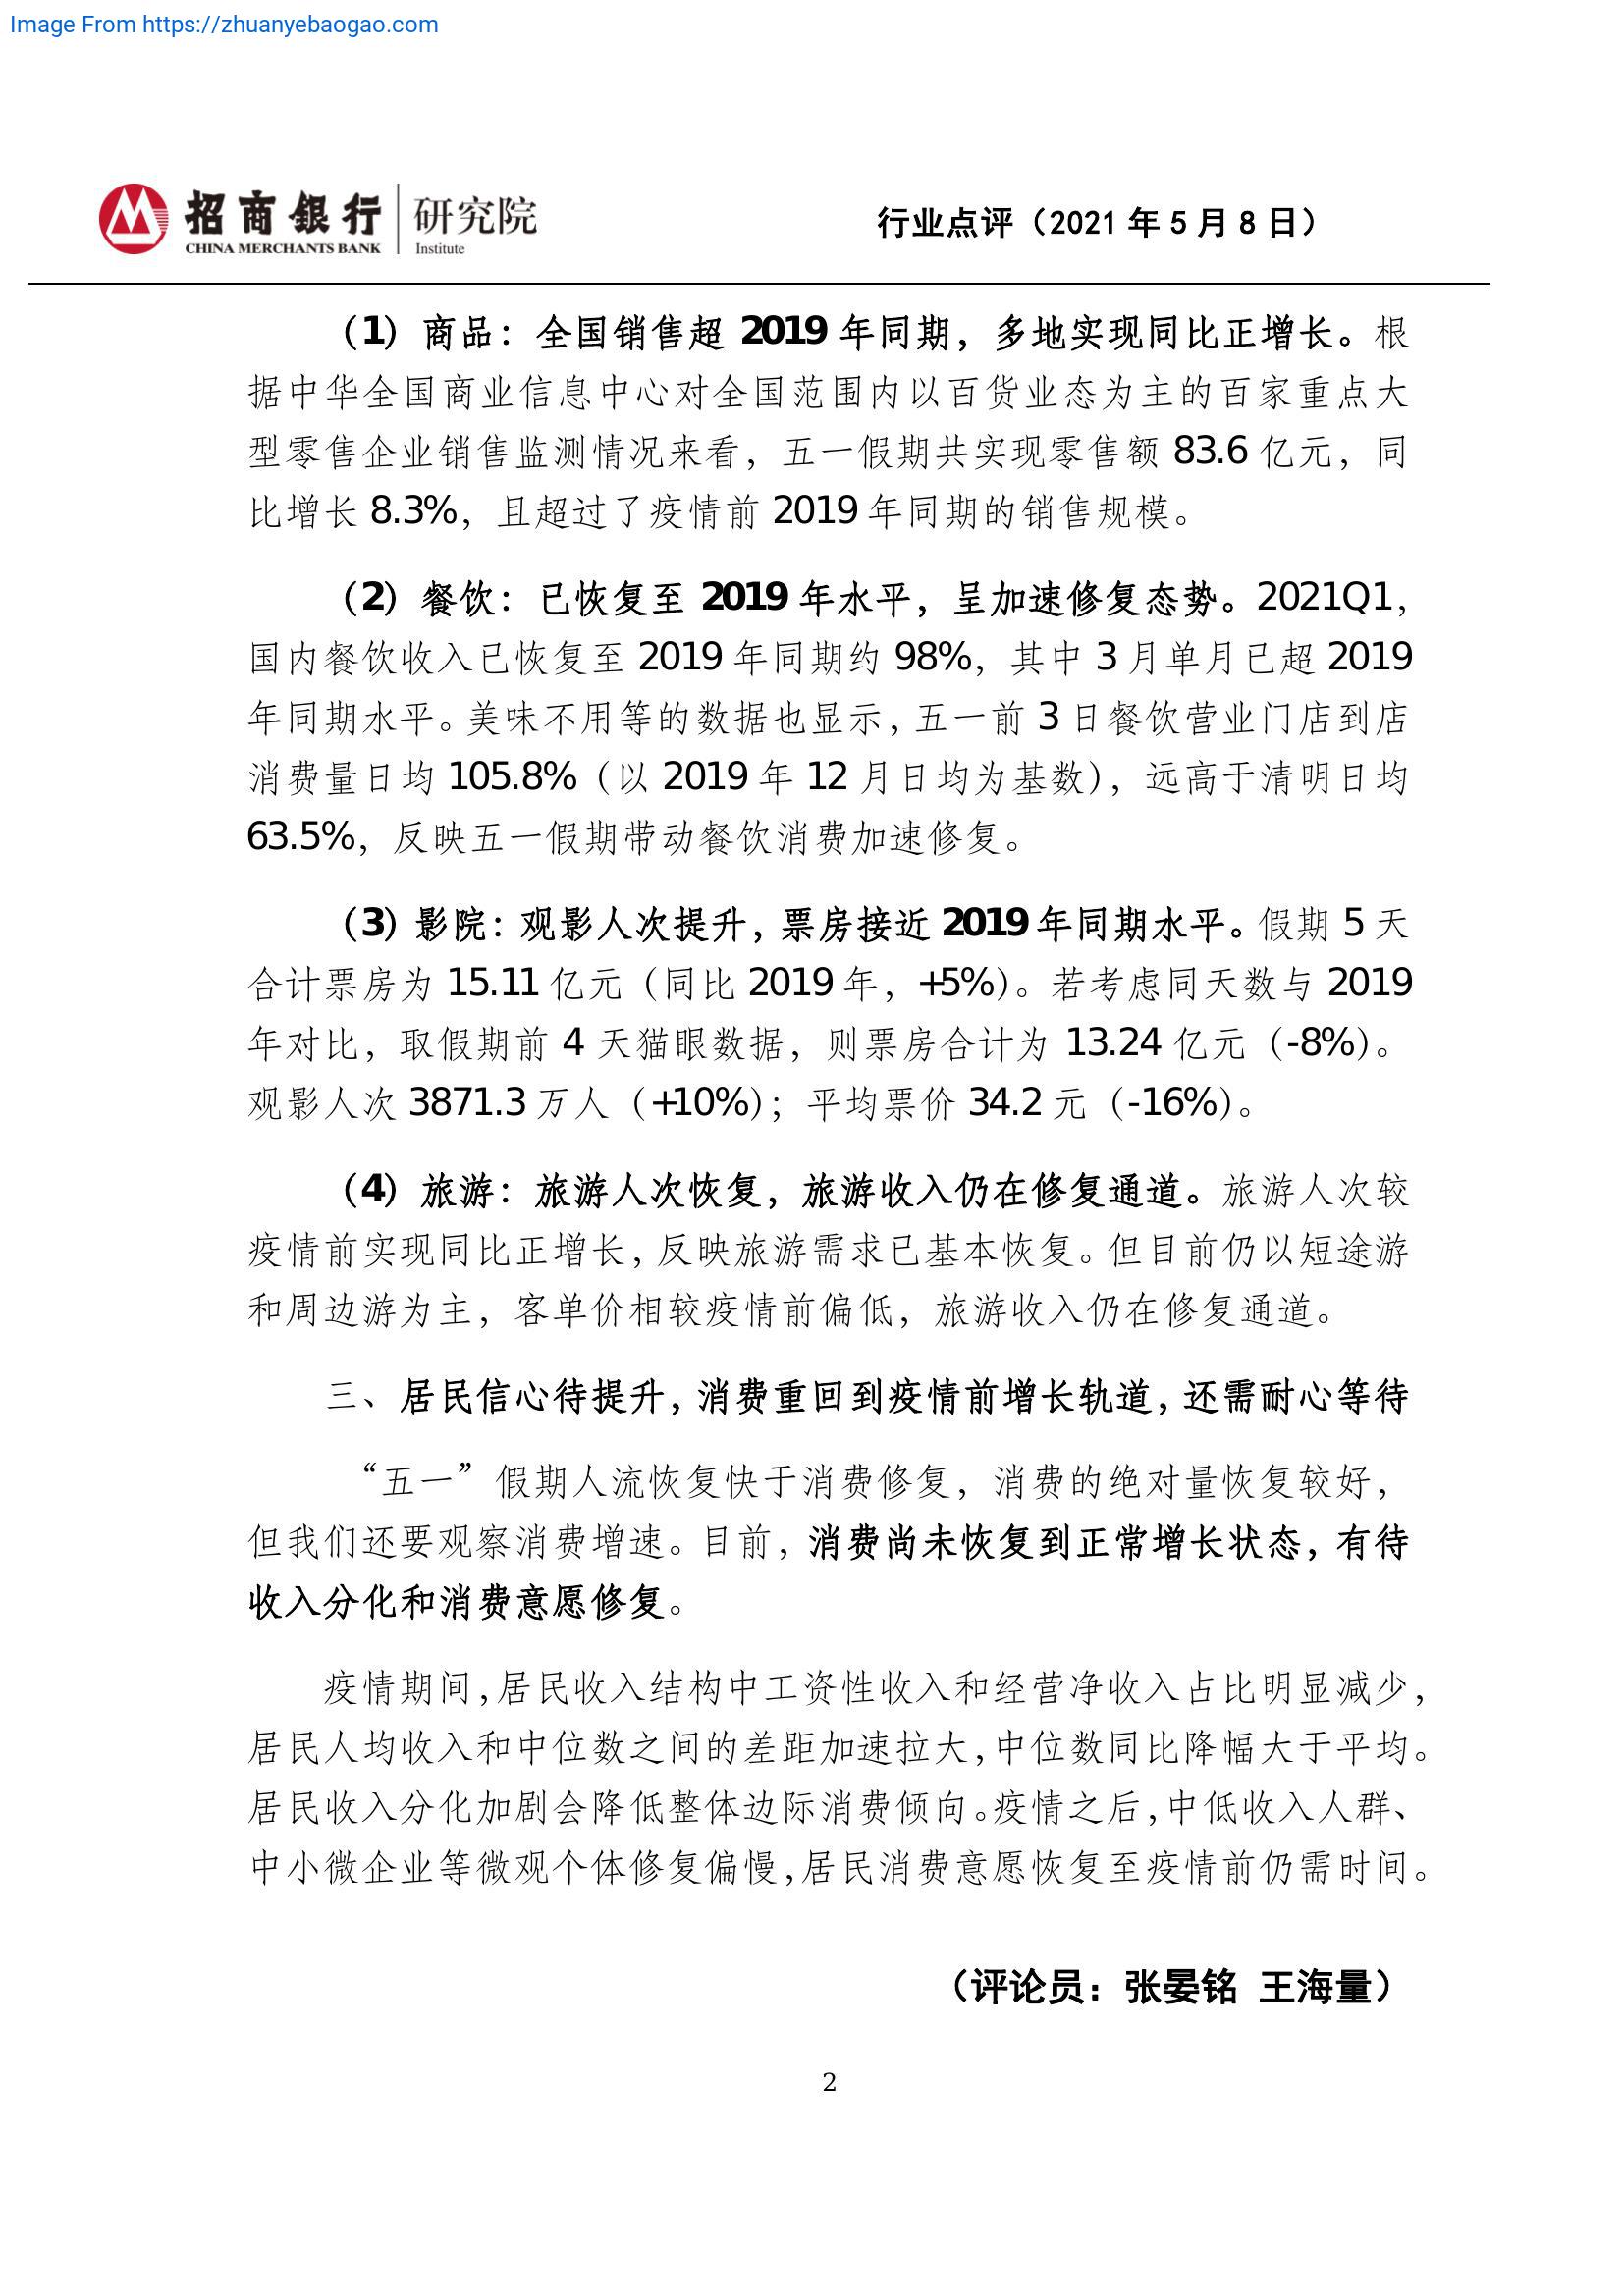 Image From https://zhuanyebaogao.com
招商銀行 研究院
CHINA MERCHANTS BANK Institute
行业点评（2021 年 5 月 8 日）
（1）商品：全国销售超 2019 年同期，多地实现同比正增长。根
据中华全国商业信息中心对全国范围内以百货业态为主的百家重点大
型零售企业销售监测情况来看，五一假期共实现零售额 83.6 亿元，同
比增长 8.3%，且超过了疫情前 2019 年同期的销售规模。
（2）餐饮：已恢复至 2019 年水平，呈加速修复态势。2021Q1，
国内餐饮收入已恢复至 2019 年同期约 98%，其中 3 月单月已超 2019
年同期水平。美味不用等的数据也显示，五一前 3 日餐饮营业门店到店
消费量日均 105.8%（以 2019 年 12 月日均为基数），远高于清明日均
63.5%，反映五一假期带动餐饮消费加速修复。
（3）影院：观影人次提升，票房接近 2019 年同期水平。假期 5 天
合计票房为 15.11 亿元（同比 2019 年，+5%）。若考虑同天数与 2019
年对比，取假期前 4 天猫眼数据，则票房合计为 13.24 亿元（-8%）。
观影人次 3871.3 万人（+10%）；平均票价 34.2 元（-16%）。
（4）旅游：旅游人次恢复，旅游收入仍在修复通道。旅游人次较
疫情前实现同比正增长，反映旅游需求已基本恢复。但目前仍以短途游
和周边游为主，客单价相较疫情前偏低，旅游收入仍在修复通道。
三、居民信心待提升，消费重回到疫情前增长轨道，还需耐心等待
“五一”假期人流恢复快于消费修复，消费的绝对量恢复较好，
但我们还要观察消费增速。目前，消费尚未恢复到正常增长状态，有待
收入分化和消费意愿修复。
疫情期间，居民收入结构中工资性收入和经营净收入占比明显减少，
居民人均收入和中位数之间的差距加速拉大，中位数同比降幅大于平均。
居民收入分化加剧会降低整体边际消费倾向。疫情之后，中低收入人群、
中小微企业等微观个体修复偏慢，居民消费意愿恢复至疫情前仍需时间。
（评论员：张晏铭 王海量）
2